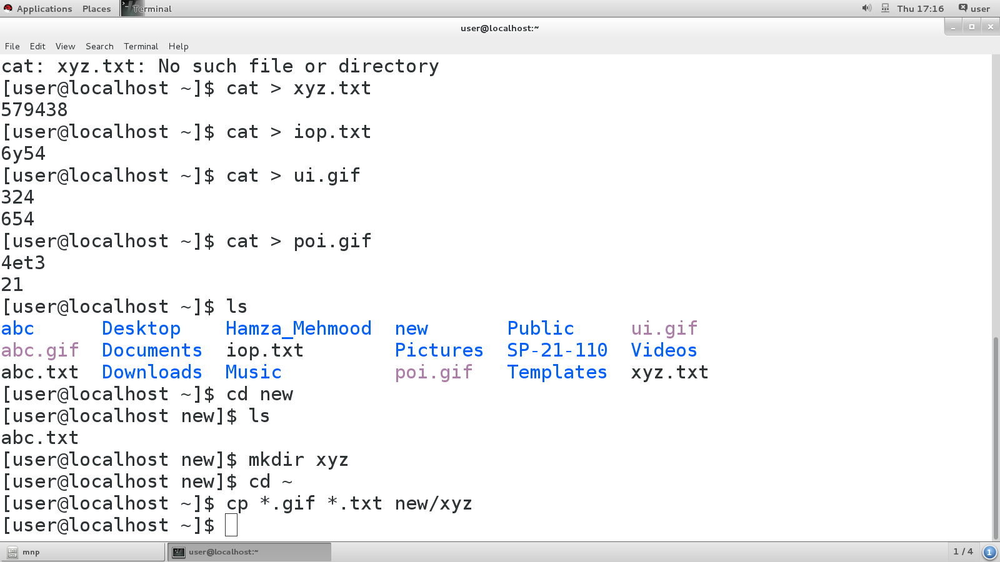 Applications Places Terminal Thu 17:16 user
user@localhost:~
File Edit View Search Terminal Help
cat: xyz.txt: No such file or directory
[user@localhost ~]$ cat > xyz.txt
579438
[user@localhost ~]$ cat > iop.txt
6y54
[user@localhost ~]$ cat > ui.gif
324
654
[user@localhost ~]$ cat > poi.gif
4et3
21
[user@localhost ~]$ ls
abc Desktop Hamza_Mehmood new Public ui.gif
abc.gif Documents iop.txt Pictures SP-21-110 Videos
abc.txt Downloads Music poi.gif Templates xyz.txt
[user@localhost ~]$ cd new
[user@localhost new]$ ls
abc.txt
[user@localhost new]$ mkdir xyz
[user@localhost new]$ cd ~
[user@localhost ~]$ cp *.gif *.txt new/xyz
[user@localhost ~]$
mnp user@localhost:~ 1 / 4 1